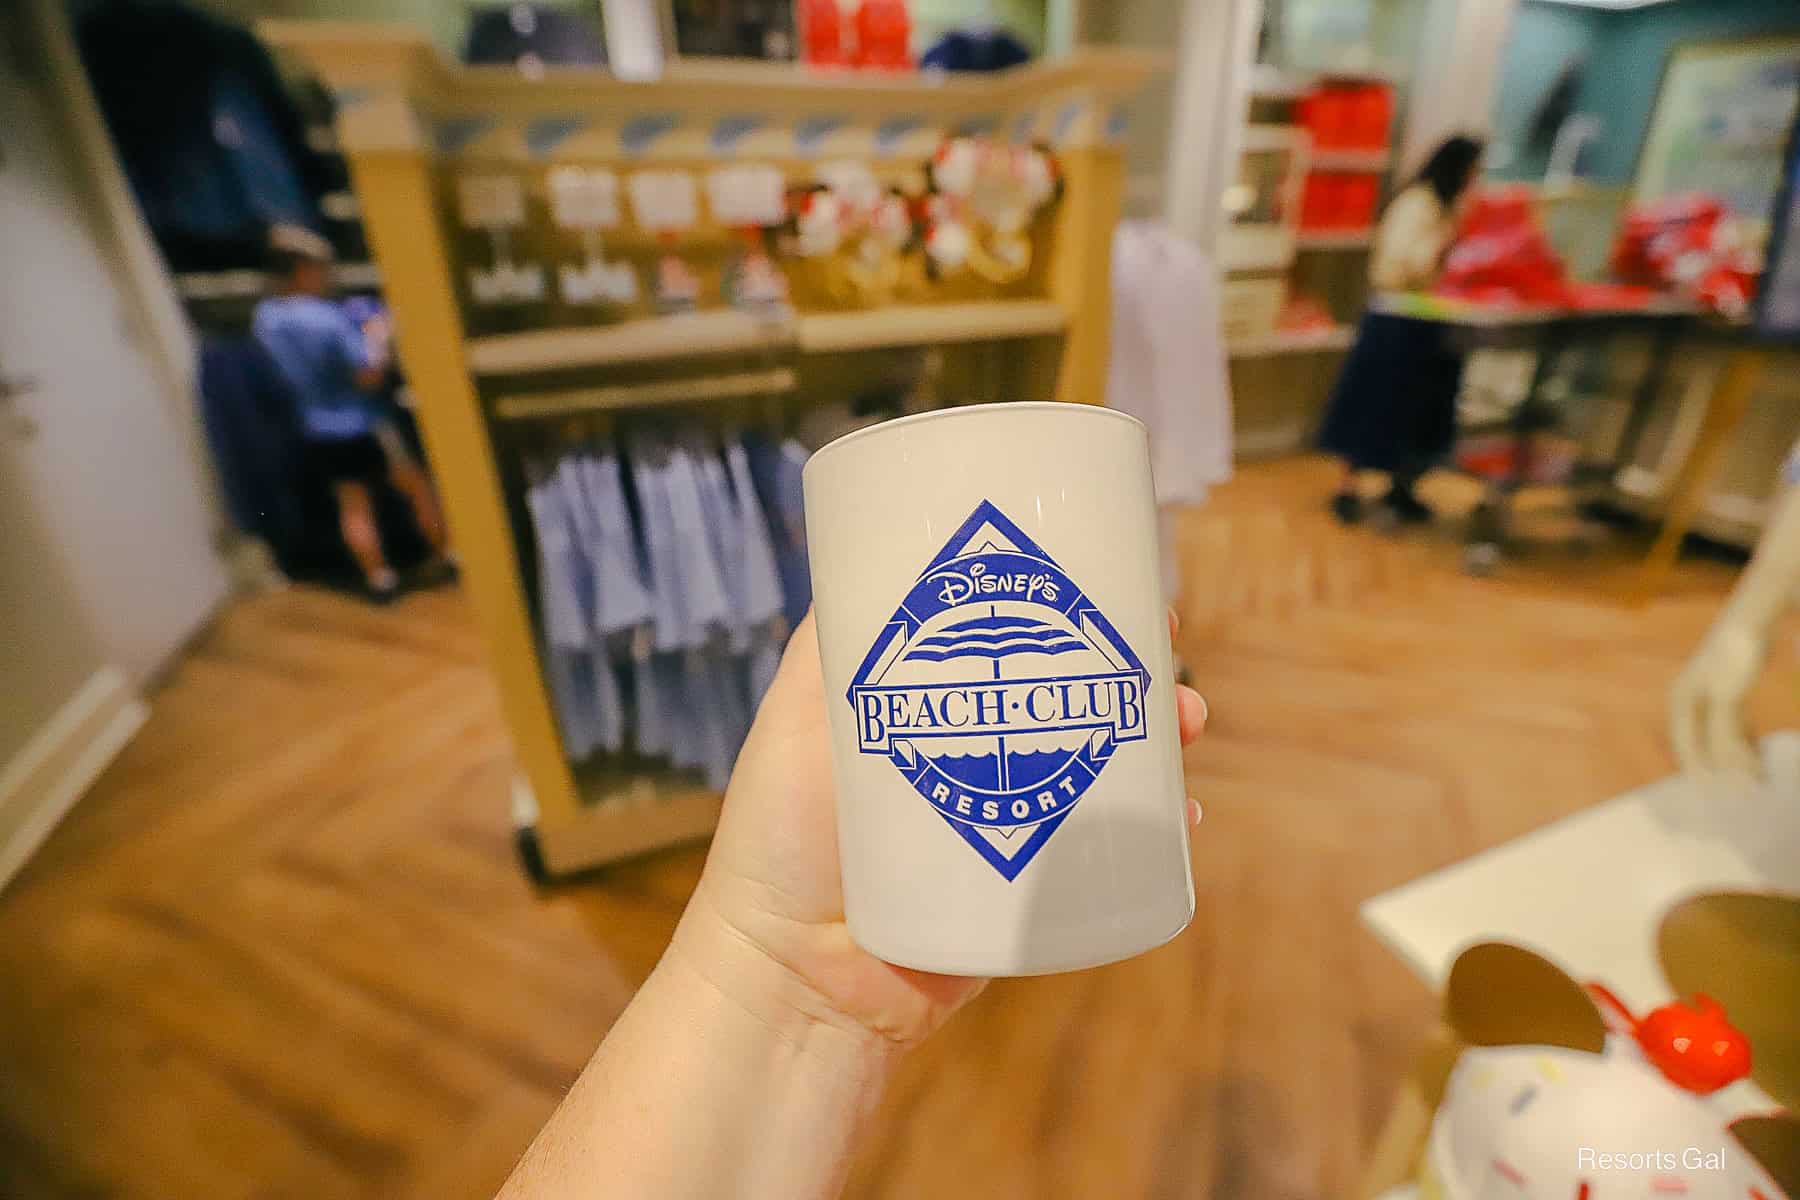 DISNEY'S
BEACH·CLUB
RESORT
Resorts Gal